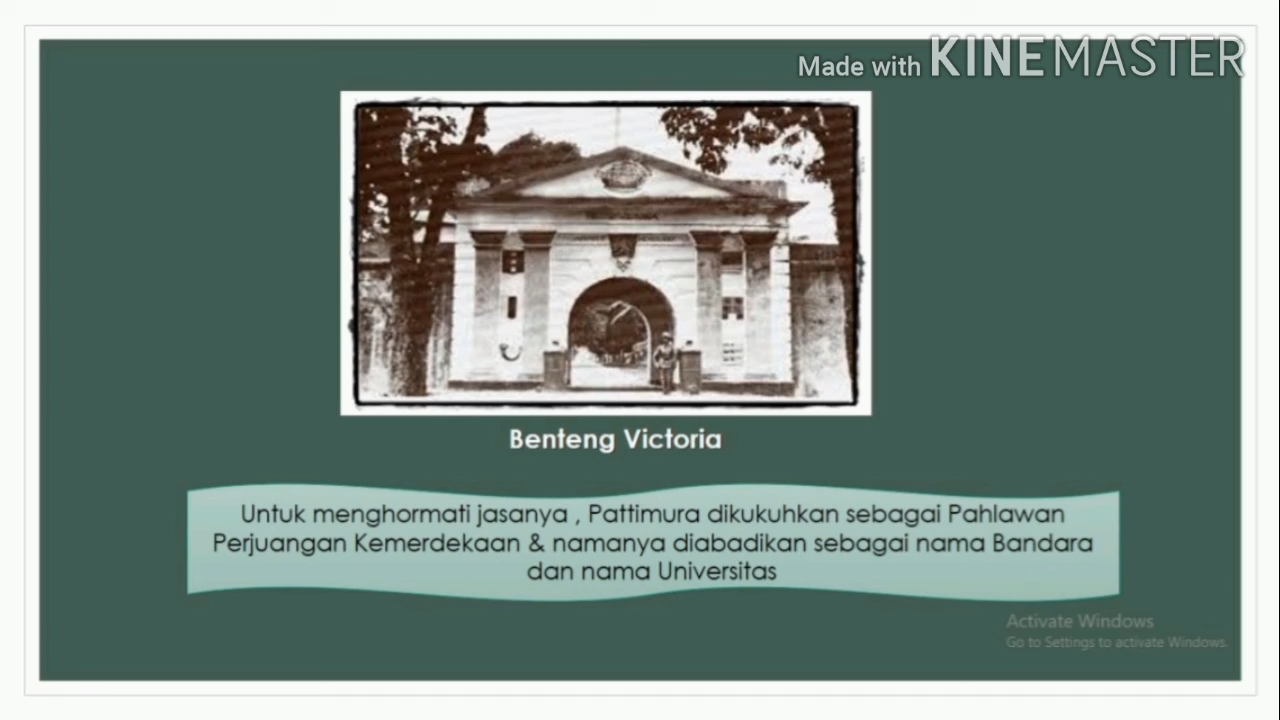 Made with KINEMASTER
Benteng Victoria
Untuk menghormati jasanya , Pattimura dikukuhkan sebagai Pahlawan
Perjuangan Kemerdekaan & namanya diabadikan sebagai nama Bandara
dan nama Universitas
Activate Windows
Go to Settings to activate Windows.